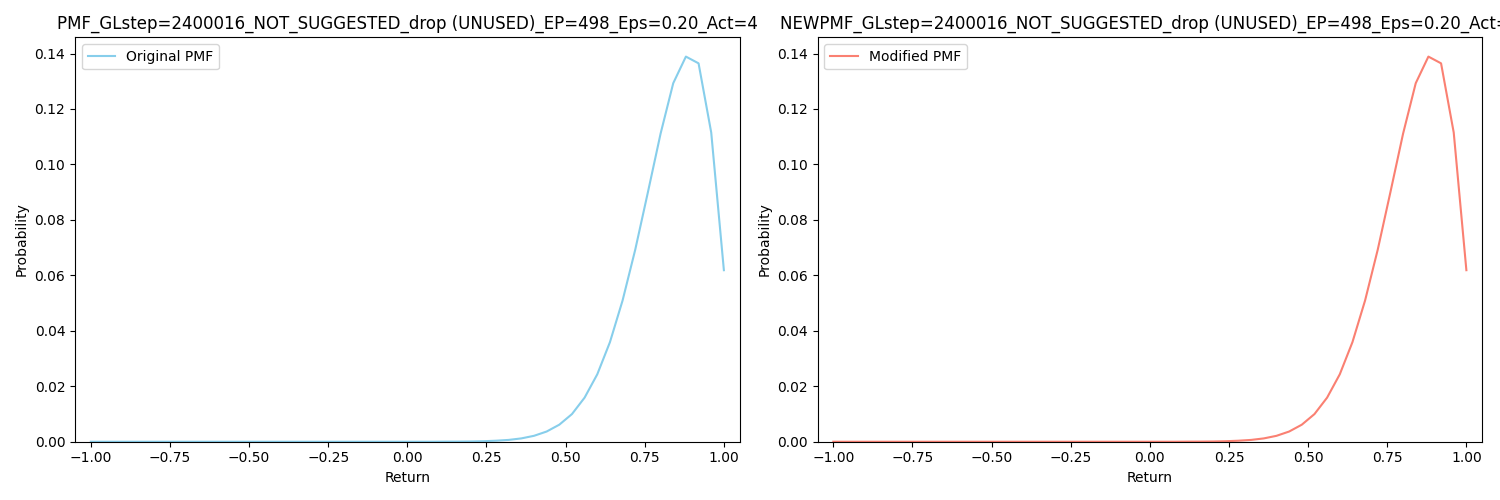 PMF_GLstep=2400016_NOT_SUGGESTED_drop (UNUSED)_EP=498_Eps=0.20_Act=4
Original PMF
Probability
0.14
0.12
0.10
0.08
0.06
0.04
0.02
0.00
−1.00 −0.75 −0.50 −0.25 0.00 0.25 0.50 0.75 1.00
Return
NEWPMF_GLstep=2400016_NOT_SUGGESTED_drop (UNUSED)_EP=498_Eps=0.20_Act=
Modified PMF
Probability
0.14
0.12
0.10
0.08
0.06
0.04
0.02
0.00
−1.00 −0.75 −0.50 −0.25 0.00 0.25 0.50 0.75 1.00
Return